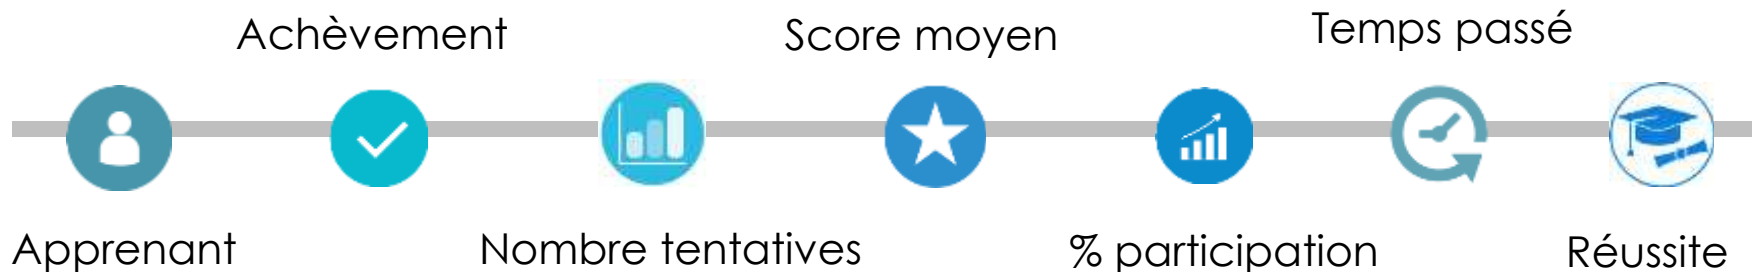 Achèvement
Score moyen
Temps passé
Apprenant
Nombre tentatives
% participation
Réussite